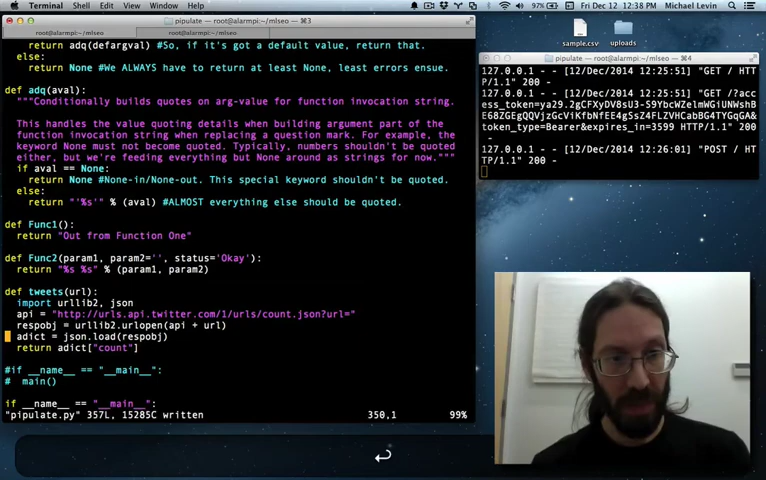 Terminal Shell Edit View Window Help
97% Fri Dec 12 12:38 PM Michael Levin
pipulate — root@alarmpi:~/mlseo — ⌘3
root@alarmpi:~/mlseo root@alarmpi:~/mlseo
return adq(defargval) #So, if it's got a default value, return that.
else:
return None #We ALWAYS have to return at least None, lest errors ensue.
def adq(aval):
"""Conditionally builds quotes on arg-value for function invocation string.
This handles the value quoting details when building argument part of the
function invocation string when replacing a question mark. For example, the
keyword None must not become quoted. Typically, numbers shouldn't be quoted
either, but we're feeding everything but None around as strings for now."""
if aval == None:
return None #None-in/None-out. This special keyword shouldn't be quoted.
else:
return "'%s'" % (aval) #ALMOST everything else should be quoted.
def Func1():
return "Out from Function One"
def Func2(param1, param2='', status='Okay'):
return "%s %s" % (param1, param2)
def tweets(url):
import urllib2, json
api = "http://urls.api.twitter.com/1/urls/count.json?url="
respobj = urllib2.urlopen(api + url)
adict = json.load(respobj)
return adict["count"]
#if __name__ == "__main__":
# main()
if __name__ == "__main__":
"pipulate.py" 357L, 15285C written 350,1 99%
sample.csv uploads
pipulate — root@alarmpi:~/mlseo — ⌘4
127.0.0.1 - - [12/Dec/2014 12:25:51] "GET / HTT
P/1.1" 200 -
127.0.0.1 - - [12/Dec/2014 12:25:51] "GET /?acc
127.0.0.1 - - [12/Dec/2014 12:26:01] "POST / HT
TP/1.1" 200 -
token_type=Bearer&expires_in=3599 HTTP/1.1" 200